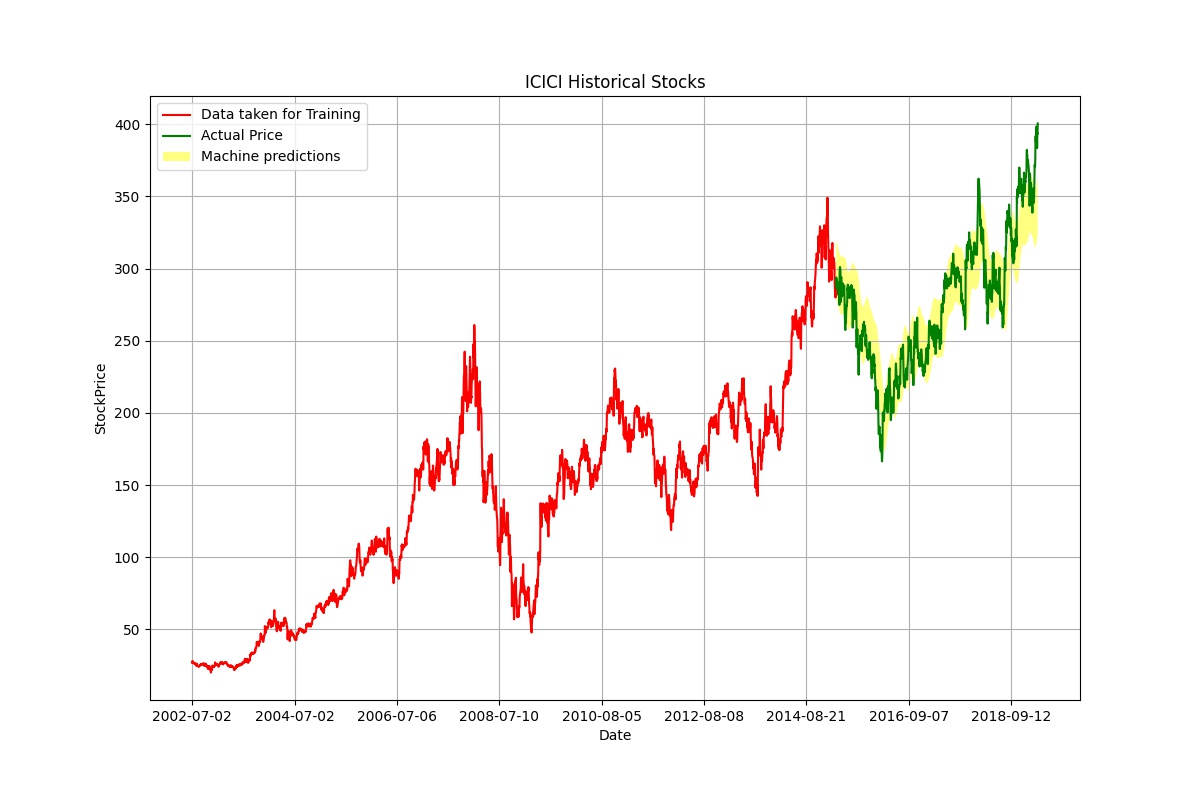 ICICI Historical Stocks
Data taken for Training
Actual Price
Machine predictions
400
350
300
250
200
150
100
50
StockPrice
2002-07-02 2004-07-02 2006-07-06 2008-07-10 2010-08-05 2012-08-08 2014-08-21 2016-09-07 2018-09-12
Date